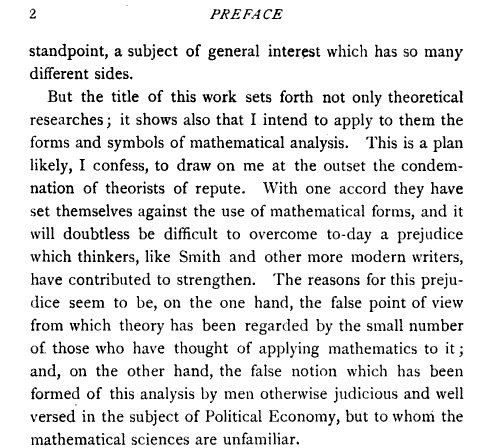 2 PREFACE
standpoint, a subject of general interest which has so many
different sides.
But the title of this work sets forth not only theoretical
researches; it shows also that I intend to apply to them the
forms and symbols of mathematical analysis. This is a plan
likely, I confess, to draw on me at the outset the condem-
nation of theorists of repute. With one accord they have
set themselves against the use of mathematical forms, and it
will doubtless be difficult to overcome to-day a prejudice
which thinkers, like Smith and other more modern writers,
have contributed to strengthen. The reasons for this preju-
dice seem to be, on the one hand, the false point of view
from which theory has been regarded by the small number
of those who have thought of applying mathematics to it;
and, on the other hand, the false notion which has been
formed of this analysis by men otherwise judicious and well
versed in the subject of Political Economy, but to whom the
mathematical sciences are unfamiliar.